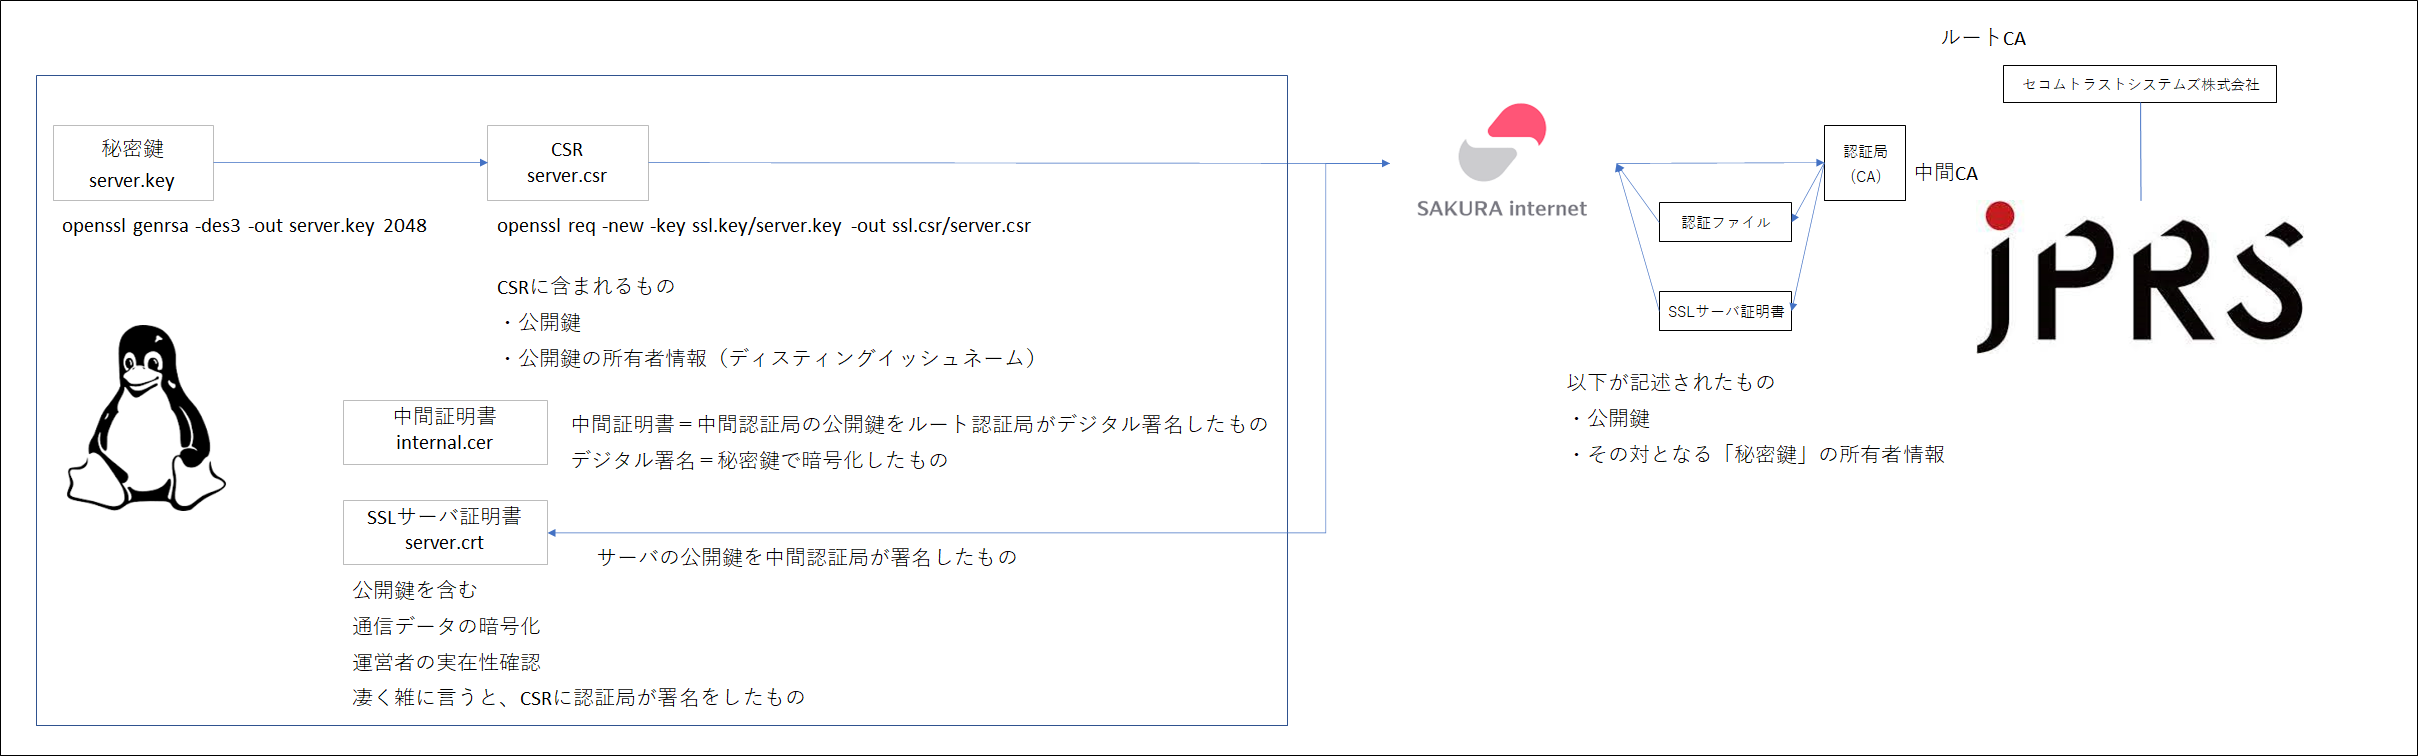 ルートCA
セコムトラストシステムズ株式会社
秘密鍵
server.key
CSR
server.csr
openssl genrsa -des3 -out server.key 2048
openssl req -new -key ssl.key/server.key -out ssl.csr/server.csr
SAKURA internet
認証局
（CA）
中間CA
認証ファイル
SSLサーバ証明書
JPRS
CSRに含まれるもの
・公開鍵
・公開鍵の所有者情報（ディスティングイッシュネーム）
以下が記述されたもの
・公開鍵
・その対となる「秘密鍵」の所有者情報
中間証明書
internal.cer
中間証明書＝中間認証局の公開鍵をルート認証局がデジタル署名したもの
デジタル署名＝秘密鍵で暗号化したもの
SSLサーバ証明書
server.crt
サーバの公開鍵を中間認証局が署名したもの
公開鍵を含む
通信データの暗号化
運営者の実在性確認
凄く雑に言うと、CSRに認証局が署名をしたもの